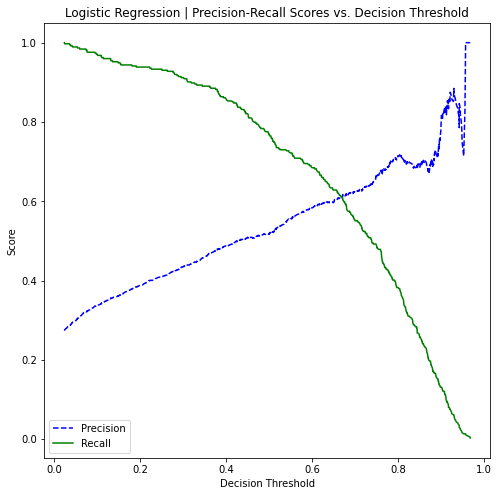 Logistic Regression | Precision-Recall Scores vs. Decision Threshold
1.0
0.8
0.6
0.4
0.2
0.0
Score
Precision
Recall
0.0 0.2 0.4 0.6 0.8 1.0
Decision Threshold